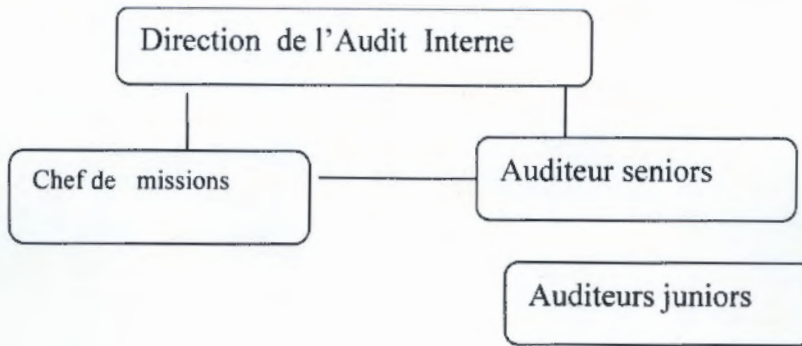 Direction de l'Audit Interne
Chef de missions
Auditeur seniors
Auditeurs juniors